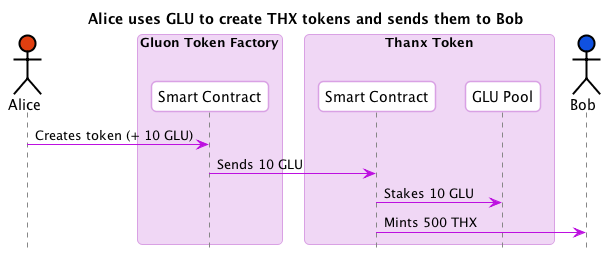 Alice uses GLU to create THX tokens and sends them to Bob
Gluon Token Factory
Thanx Token
Alice
Smart Contract
Smart Contract
GLU Pool
Bob
Creates token (+ 10 GLU)
Sends 10 GLU
Stakes 10 GLU
Mints 500 THX